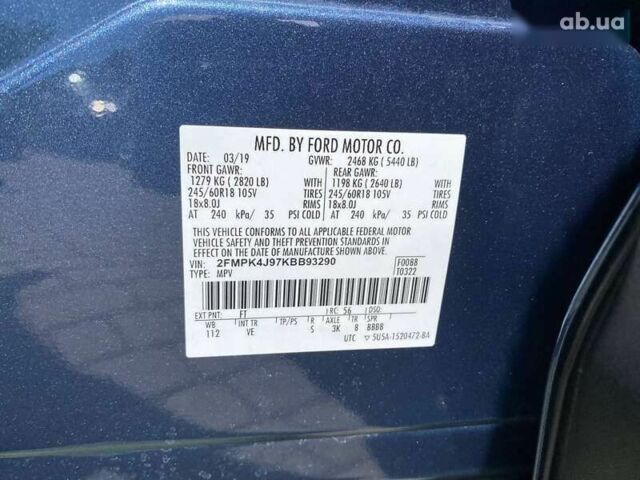 ab.ua
MFD. BY FORD MOTOR CO.
DATE: 03/19 GVWR: 2468 KG ( 5440 LB)
FRONT GAWR: REAR GAWR:
1279 KG ( 2820 LB) WITH 1198 KG ( 2640 LB) WITH
245/60R18 105V TIRES 245/60R18 105V TIRES
18x8.0J RIMS 18x8.0J RIMS
AT 240 kPa/ 35 PSI COLD AT 240 kPa/ 35 PSI COLD
THIS VEHICLE CONFORMS TO ALL APPLICABLE FEDERAL MOTOR
VEHICLE SAFETY AND THEFT PREVENTION STANDARDS IN EFFECT
ON THE DATE OF MANUFACTURE SHOWN ABOVE.
VIN: 2FMPK4J97KBB93290 F0088
TYPE: MPV T0322
EXT PNT: FT RC: 56 DSO:
WB INT TR TP/PS R AXLE TR SPR
112 VE S 3K 8 BBBB
UTC ▽ 5U5A-1520472-BA